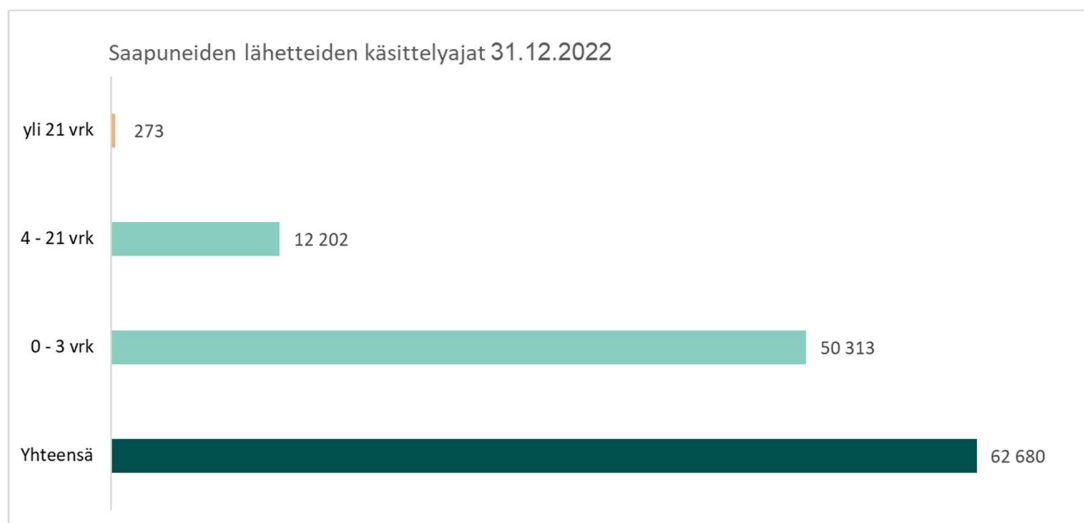 Saapuneiden lähetteiden käsittelyajat 31.12.2022
yli 21 vrk 273
4 - 21 vrk 12 202
0 - 3 vrk 50 313
Yhteensä 62 680